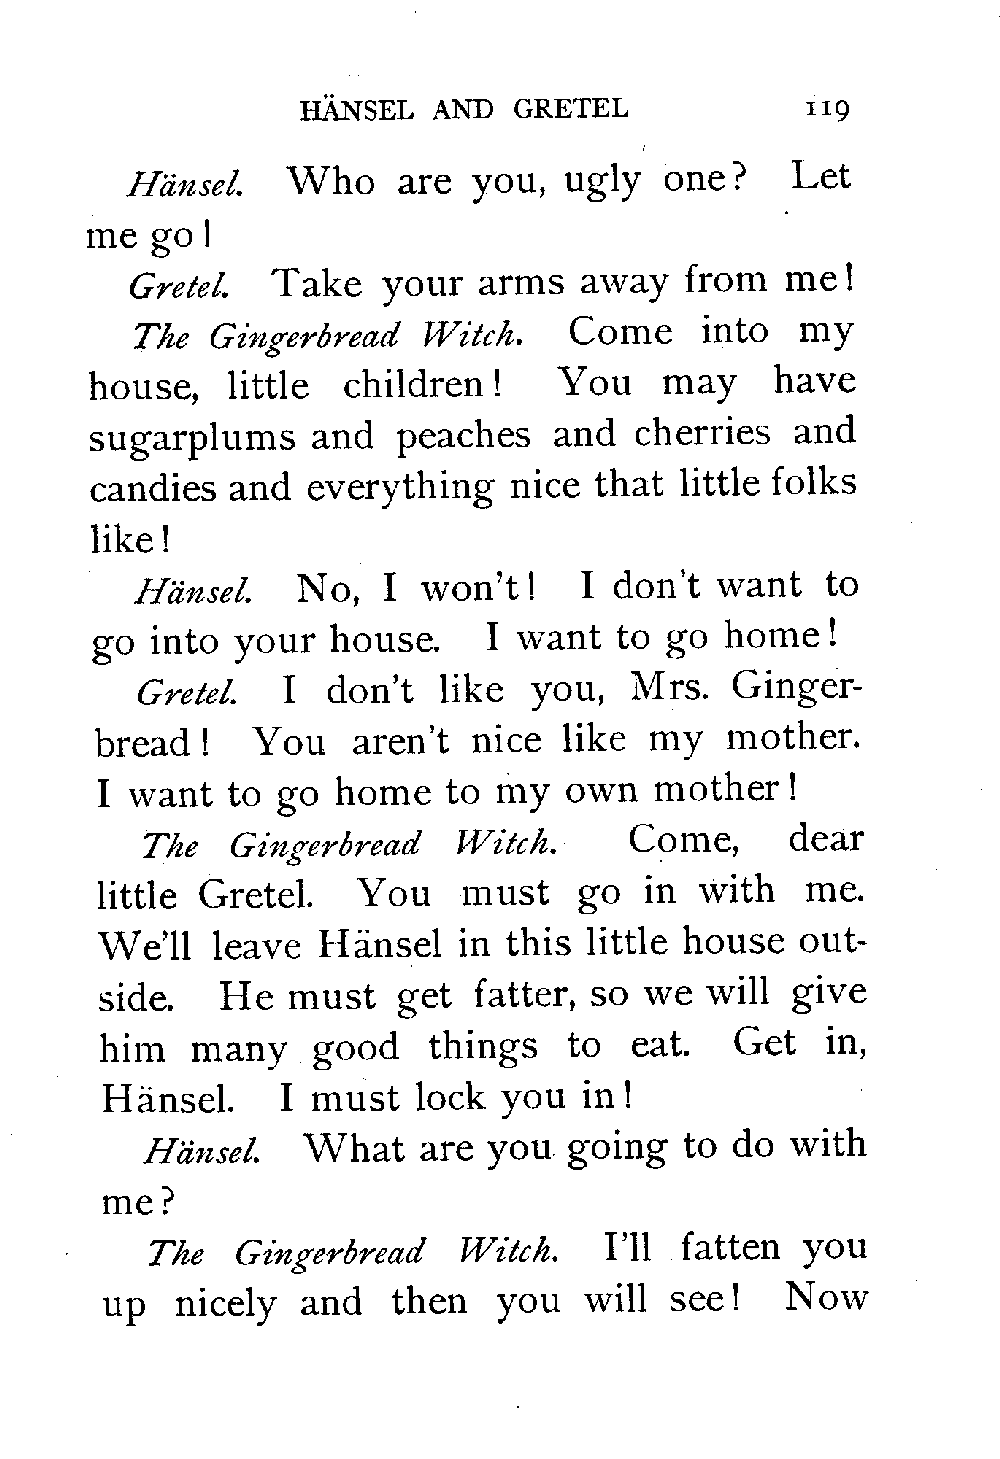 HÄNSEL AND GRETEL 119
Hänsel. Who are you, ugly one? Let
me go!
Gretel. Take your arms away from me!
The Gingerbread Witch. Come into my
house, little children! You may have
sugarplums and peaches and cherries and
candies and everything nice that little folks
like!
Hänsel. No, I won't! I don't want to
go into your house. I want to go home!
Gretel. I don't like you, Mrs. Ginger-
bread! You aren't nice like my mother.
I want to go home to my own mother!
The Gingerbread Witch. Come, dear
little Gretel. You must go in with me.
We'll leave Hänsel in this little house out-
side. He must get fatter, so we will give
him many good things to eat. Get in,
Hänsel. I must lock you in!
Hänsel. What are you going to do with
me?
The Gingerbread Witch. I'll fatten you
up nicely and then you will see! Now